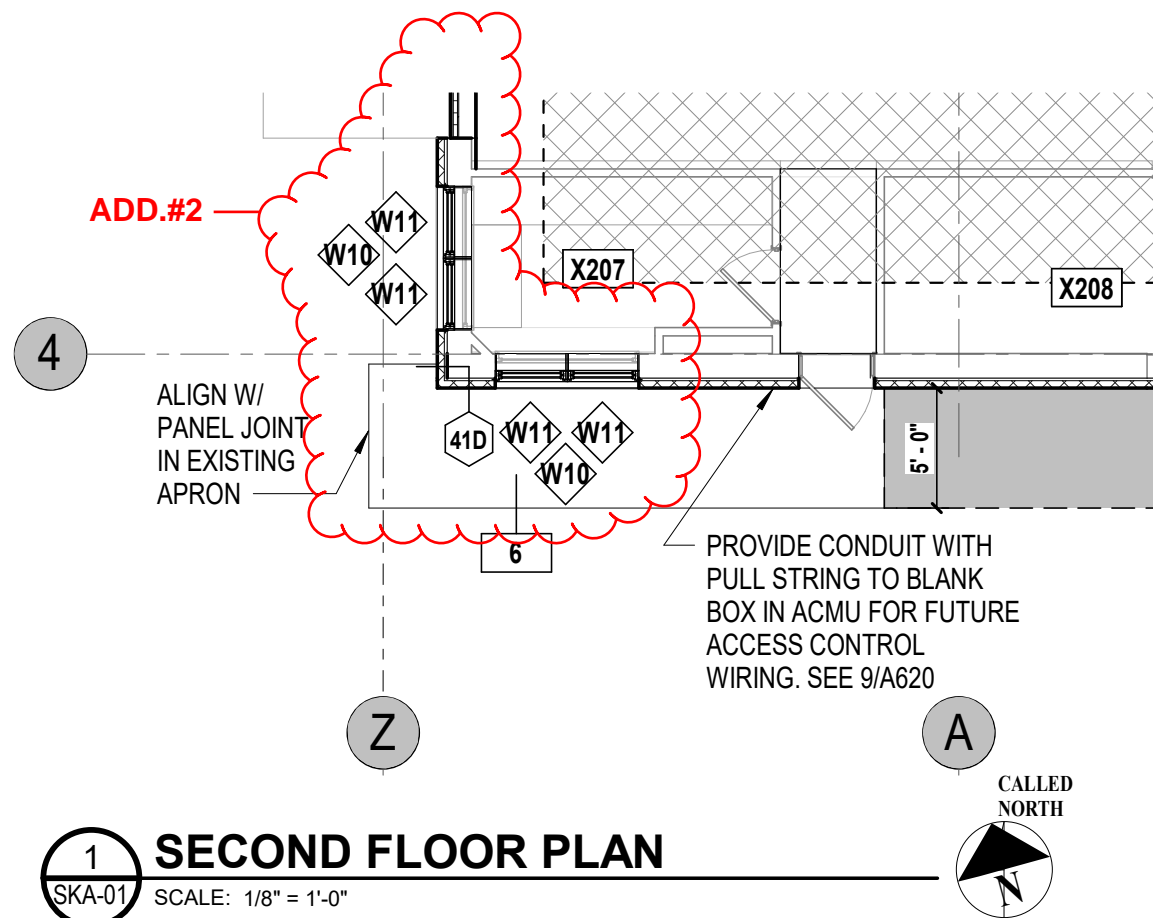 ADD.#2
W11
W10
W11
X207
X208
4
ALIGN W/
PANEL JOINT
IN EXISTING
APRON
41D
W11
W11
W10
5' - 0"
6
PROVIDE CONDUIT WITH
PULL STRING TO BLANK
BOX IN ACMU FOR FUTURE
ACCESS CONTROL
WIRING. SEE 9/A620
Z
A
CALLED
NORTH
N
1
SKA-01
SECOND FLOOR PLAN
SCALE: 1/8" = 1'-0"